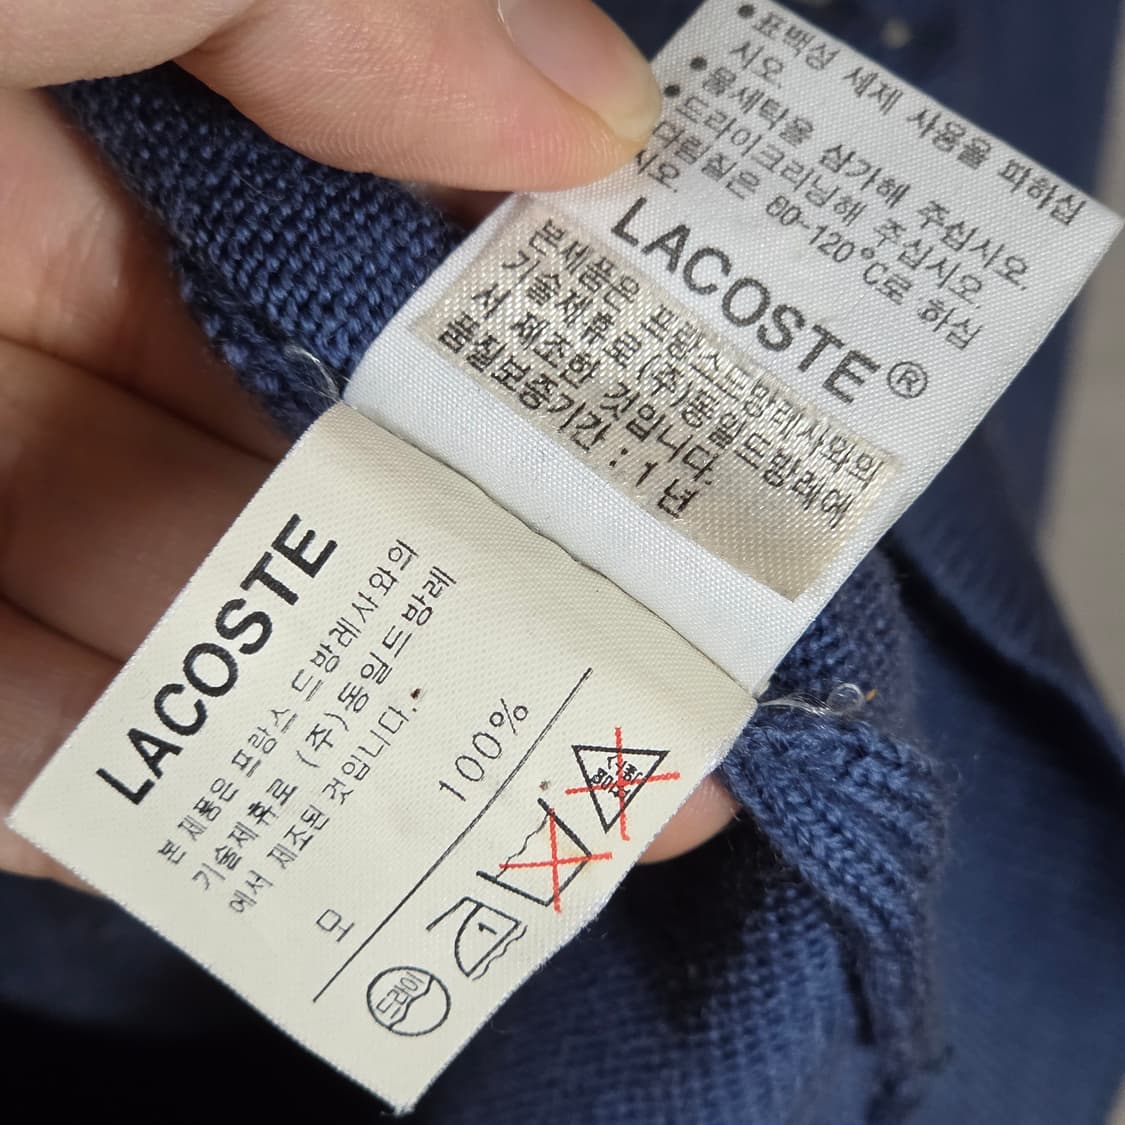 •표백성 세제 사용을 파하십
시오
•물세탁을 삼가해 주십시오.
•드라이크리닝해 주십시오.
다림질은 80-120°C로 하십
시오.
LACOSTE®
본제품은 프랑스드방레사와의
기술제휴로(주)동일드방레에
서 제조한 것입니다.
품질보증기간 : 1년
LACOSTE
본 제품은 프랑스 드방레사와의
기술제휴로 (주)동일드방레
에서 제조된 것입니다.
모 100%
염소
표백
1
드라이